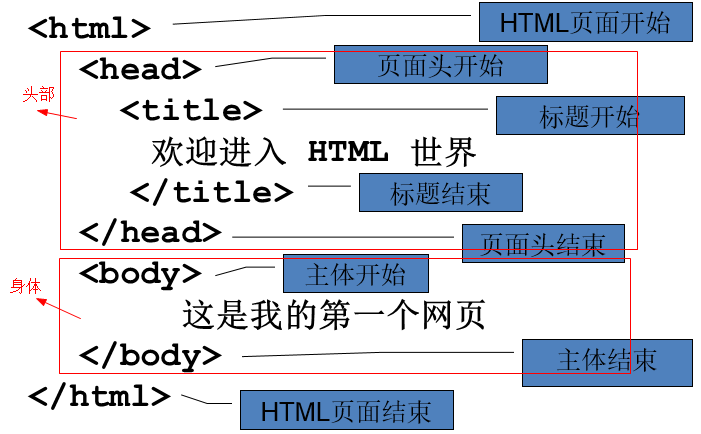 <html>
HTML页面开始
<head>
页面头开始
头部
<title>
标题开始
欢迎进入 HTML 世界
</title>
标题结束
</head>
页面头结束
<body>
主体开始
身体
这是我的第一个网页
</body>
主体结束
</html>
HTML页面结束